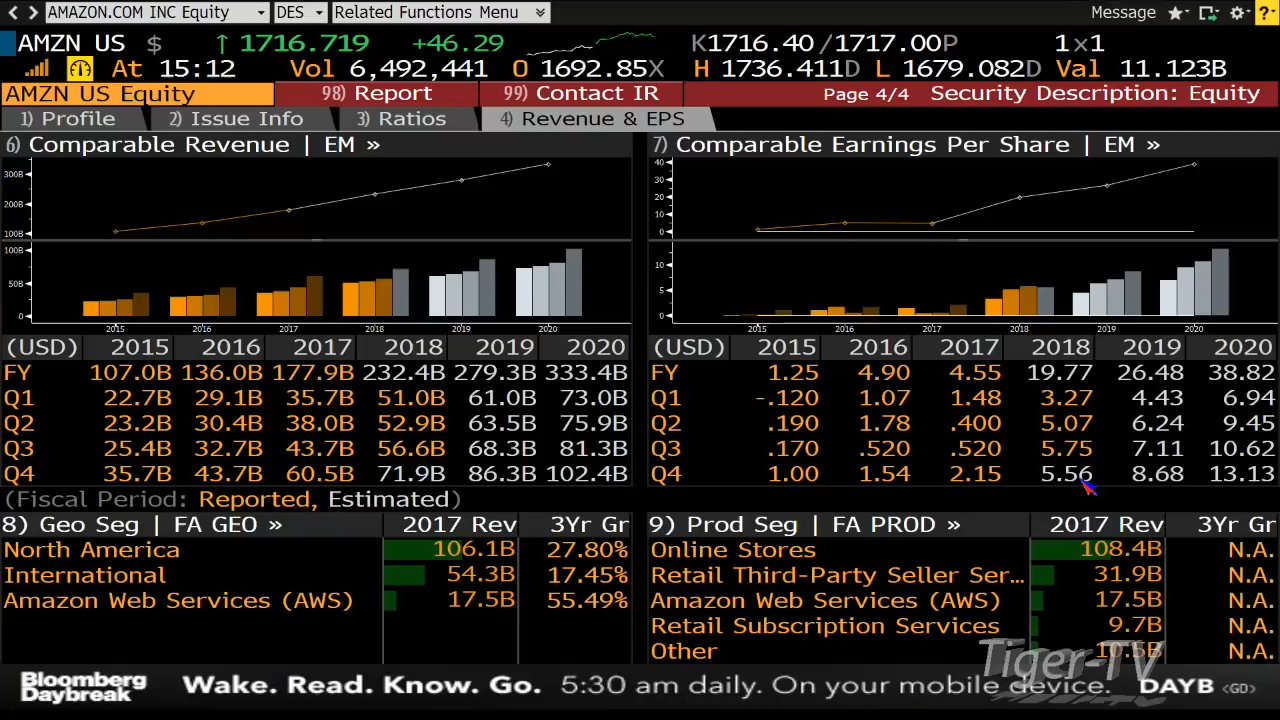 AMAZON.COM INC Equity DES Related Functions Menu Message
AMZN US $ ↑ 1716.719 +46.29 K1716.40 / 1717.00P 1x1
At 15:12 Vol 6,492,441 O 1692.85X H 1736.411D L 1679.082D Val 11.123B
AMZN US Equity 98) Report 99) Contact IR Page 4/4 Security Description: Equity
1) Profile 2) Issue Info 3) Ratios 4) Revenue & EPS
6) Comparable Revenue | EM »
300B
200B
100B
100B
50B
0
2015 2016 2017 2018 2019 2020
(USD) 2015 2016 2017 2018 2019 2020
FY 107.0B 136.0B 177.9B 232.4B 279.3B 333.4B
Q1 22.7B 29.1B 35.7B 51.0B 61.0B 73.0B
Q2 23.2B 30.4B 38.0B 52.9B 63.5B 75.9B
Q3 25.4B 32.7B 43.7B 56.6B 68.3B 81.3B
Q4 35.7B 43.7B 60.5B 71.9B 86.3B 102.4B
7) Comparable Earnings Per Share | EM »
40
30
20
10
0
10
5
0
2015 2016 2017 2018 2019 2020
(USD) 2015 2016 2017 2018 2019 2020
FY 1.25 4.90 4.55 19.77 26.48 38.82
Q1 -.120 1.07 1.48 3.27 4.43 6.94
Q2 .190 1.78 .400 5.07 6.24 9.45
Q3 .170 .520 .520 5.75 7.11 10.62
Q4 1.00 1.54 2.15 5.56 8.68 13.13
(Fiscal Period: Reported, Estimated)
8) Geo Seg | FA GEO » 2017 Rev 3Yr Gr
North America 106.1B 27.80%
International 54.3B 17.45%
Amazon Web Services (AWS) 17.5B 55.49%
9) Prod Seg | FA PROD » 2017 Rev 3Yr Gr
Online Stores 108.4B N.A.
Retail Third-Party Seller Ser... 31.9B N.A.
Amazon Web Services (AWS) 17.5B N.A.
Retail Subscription Services 9.7B N.A.
Other 10.5B N.A.
Tiger-TV
Bloomberg
Daybreak
Wake. Read. Know. Go. 5:30 am daily. On your mobile device. DAYB <GO>